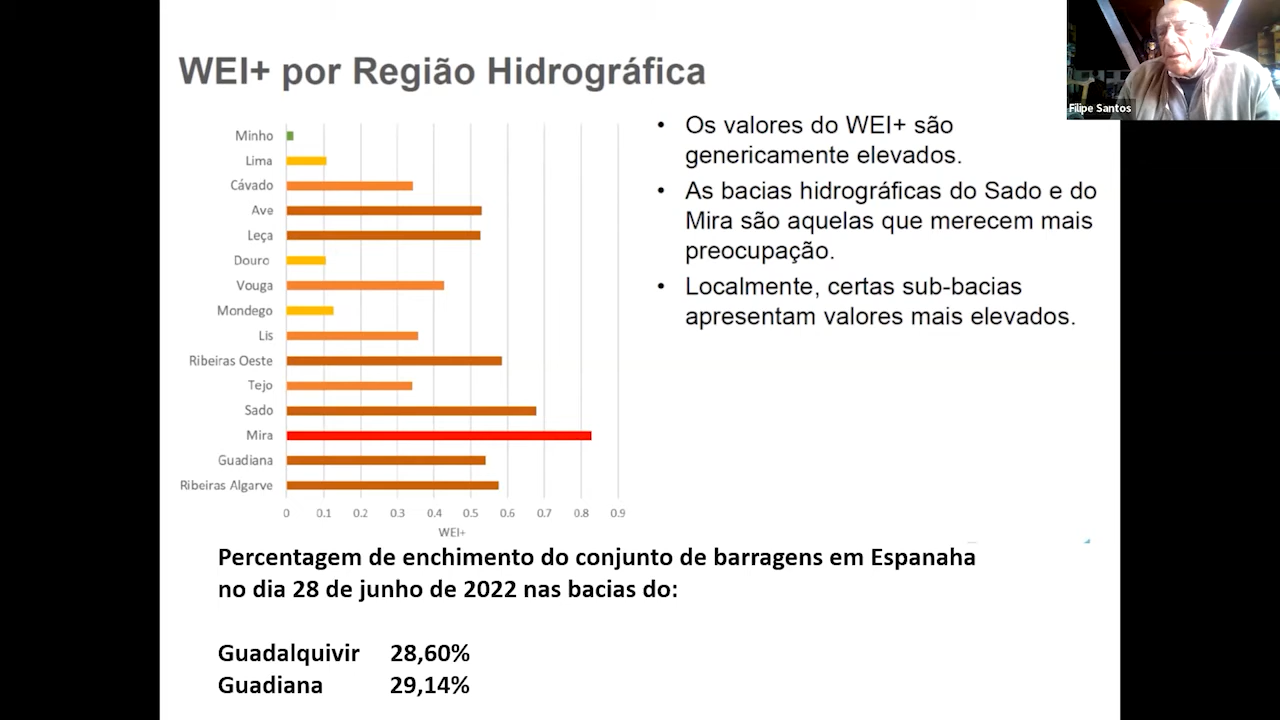 WEI+ por Região Hidrográfica
Filipe Santos
Minho
Lima
Cávado
Ave
Leça
Douro
Vouga
Mondego
Lis
Ribeiras Oeste
Tejo
Sado
Mira
Guadiana
Ribeiras Algarve
0 0.1 0.2 0.3 0.4 0.5 0.6 0.7 0.8 0.9
WEI+
• Os valores do WEI+ são
genericamente elevados.
• As bacias hidrográficas do Sado e do
Mira são aquelas que merecem mais
preocupação.
• Localmente, certas sub-bacias
apresentam valores mais elevados.
Percentagem de enchimento do conjunto de barragens em Espanaha
no dia 28 de junho de 2022 nas bacias do:
Guadalquivir 28,60%
Guadiana 29,14%